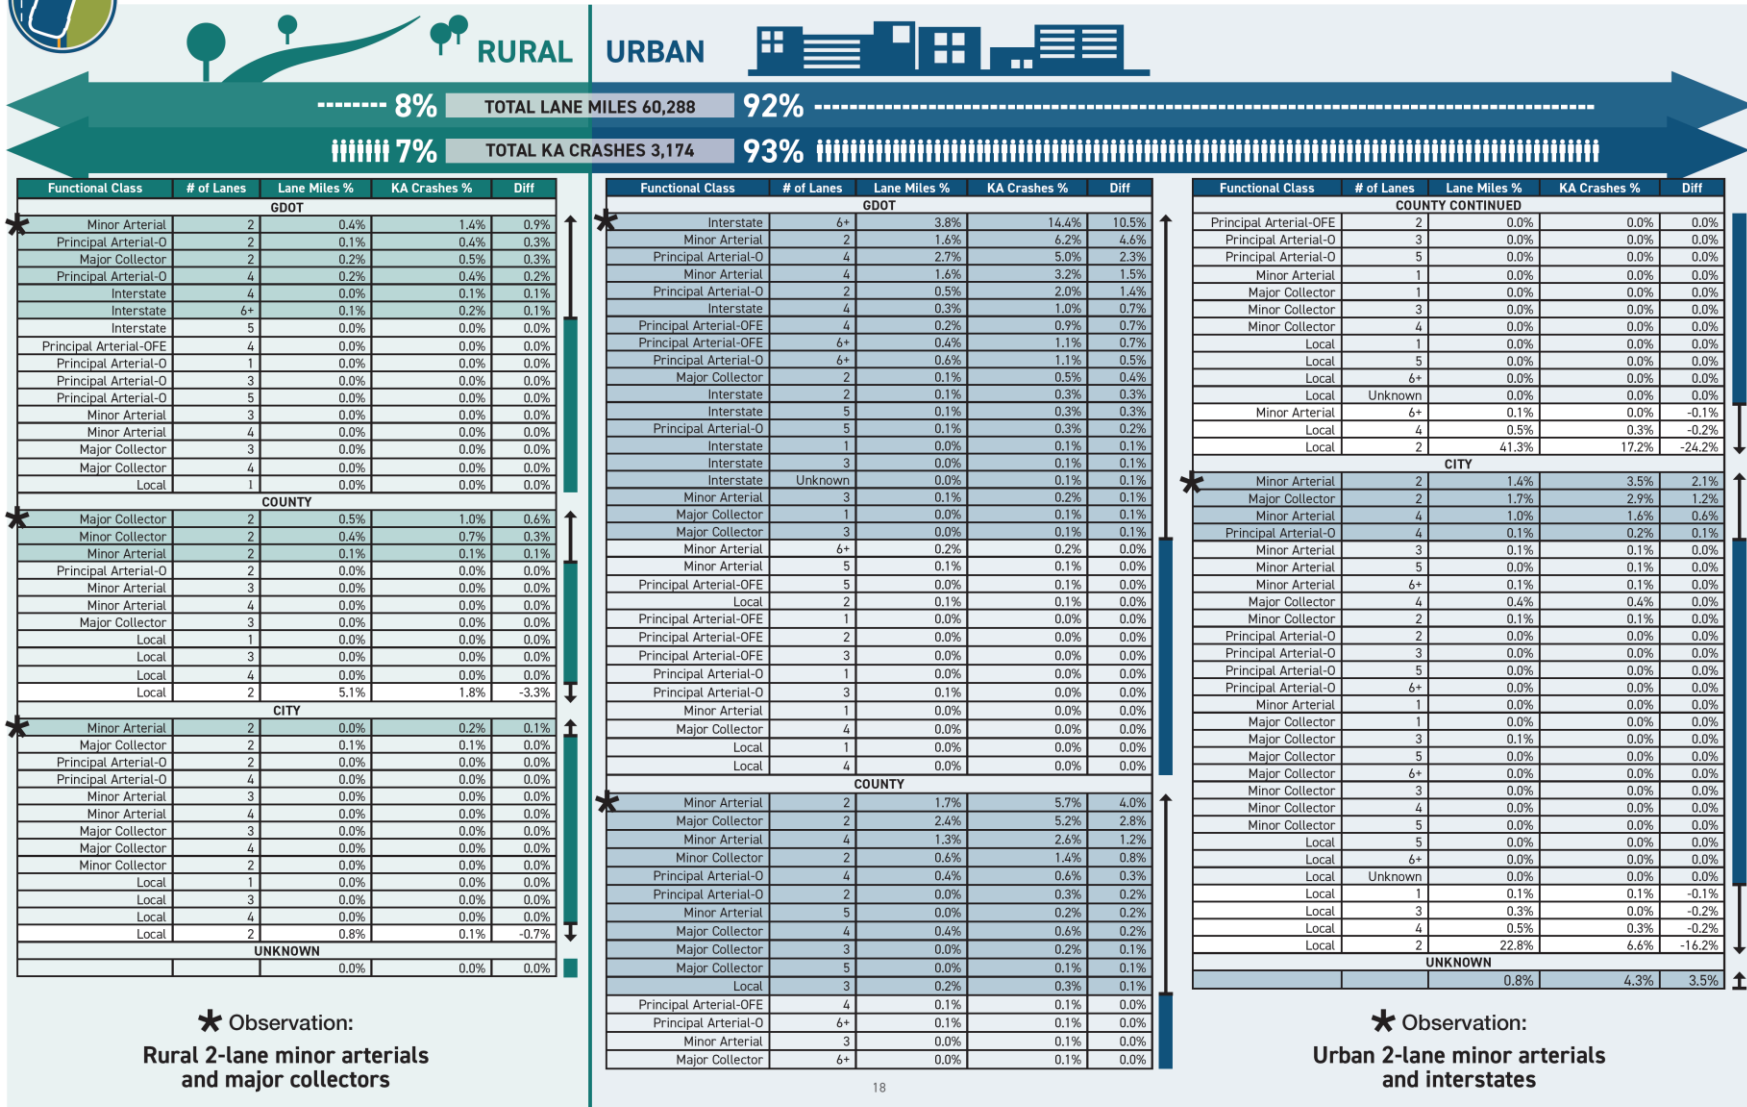 RURAL
URBAN
8% TOTAL LANE MILES 60,288 92%
7% TOTAL KA CRASHES 3,174 93%
Functional Class # of Lanes Lane Miles % KA Crashes % Diff
GDOT
Minor Arterial 2 0.4% 1.4% 0.9%
Principal Arterial-O 2 0.1% 0.4% 0.3%
Major Collector 2 0.2% 0.5% 0.3%
Principal Arterial-O 4 0.2% 0.4% 0.2%
Interstate 4 0.0% 0.1% 0.1%
Interstate 6+ 0.1% 0.2% 0.1%
Interstate 5 0.0% 0.0% 0.0%
Principal Arterial-OFE 4 0.0% 0.0% 0.0%
Principal Arterial-O 1 0.0% 0.0% 0.0%
Principal Arterial-O 3 0.0% 0.0% 0.0%
Principal Arterial-O 5 0.0% 0.0% 0.0%
Minor Arterial 3 0.0% 0.0% 0.0%
Minor Arterial 4 0.0% 0.0% 0.0%
Major Collector 3 0.0% 0.0% 0.0%
Major Collector 4 0.0% 0.0% 0.0%
Local 1 0.0% 0.0% 0.0%
COUNTY
Major Collector 2 0.5% 1.0% 0.6%
Minor Collector 2 0.4% 0.7% 0.3%
Minor Arterial 2 0.1% 0.1% 0.1%
Principal Arterial-O 2 0.0% 0.0% 0.0%
Minor Arterial 3 0.0% 0.0% 0.0%
Minor Arterial 4 0.0% 0.0% 0.0%
Major Collector 3 0.0% 0.0% 0.0%
Local 1 0.0% 0.0% 0.0%
Local 3 0.0% 0.0% 0.0%
Local 4 0.0% 0.0% 0.0%
Local 2 5.1% 1.8% -3.3%
CITY
Minor Arterial 2 0.0% 0.2% 0.1%
Major Collector 2 0.1% 0.1% 0.0%
Principal Arterial-O 2 0.0% 0.0% 0.0%
Principal Arterial-O 4 0.0% 0.0% 0.0%
Minor Arterial 3 0.0% 0.0% 0.0%
Minor Arterial 4 0.0% 0.0% 0.0%
Major Collector 3 0.0% 0.0% 0.0%
Major Collector 4 0.0% 0.0% 0.0%
Minor Collector 2 0.0% 0.0% 0.0%
Local 1 0.0% 0.0% 0.0%
Local 3 0.0% 0.0% 0.0%
Local 4 0.0% 0.0% 0.0%
Local 2 0.8% 0.1% -0.7%
UNKNOWN
0.0% 0.0% 0.0%
* Observation:
Rural 2-lane minor arterials
and major collectors
Functional Class # of Lanes Lane Miles % KA Crashes % Diff
GDOT
Interstate 6+ 3.8% 14.4% 10.5%
Minor Arterial 2 1.6% 6.2% 4.6%
Principal Arterial-O 4 2.7% 5.0% 2.3%
Minor Arterial 4 1.6% 3.2% 1.5%
Principal Arterial-O 2 0.5% 2.0% 1.4%
Interstate 4 0.3% 1.0% 0.7%
Principal Arterial-OFE 4 0.2% 0.9% 0.7%
Principal Arterial-OFE 6+ 0.4% 1.1% 0.7%
Principal Arterial-O 6+ 0.6% 1.1% 0.5%
Major Collector 2 0.1% 0.5% 0.4%
Interstate 2 0.1% 0.3% 0.3%
Interstate 5 0.1% 0.3% 0.3%
Principal Arterial-O 5 0.1% 0.3% 0.2%
Interstate 1 0.0% 0.1% 0.1%
Interstate 3 0.0% 0.1% 0.1%
Interstate Unknown 0.0% 0.1% 0.1%
Minor Arterial 3 0.1% 0.2% 0.1%
Major Collector 1 0.0% 0.1% 0.1%
Major Collector 3 0.0% 0.1% 0.1%
Minor Arterial 6+ 0.2% 0.2% 0.0%
Minor Arterial 5 0.1% 0.1% 0.0%
Principal Arterial-OFE 5 0.0% 0.1% 0.0%
Local 2 0.1% 0.1% 0.0%
Principal Arterial-OFE 1 0.0% 0.0% 0.0%
Principal Arterial-OFE 2 0.0% 0.0% 0.0%
Principal Arterial-OFE 3 0.0% 0.0% 0.0%
Principal Arterial-O 1 0.0% 0.0% 0.0%
Principal Arterial-O 3 0.1% 0.0% 0.0%
Minor Arterial 1 0.0% 0.0% 0.0%
Major Collector 4 0.0% 0.0% 0.0%
Local 1 0.0% 0.0% 0.0%
Local 4 0.0% 0.0% 0.0%
COUNTY
Minor Arterial 2 1.7% 5.7% 4.0%
Major Collector 2 2.4% 5.2% 2.8%
Minor Arterial 4 1.3% 2.6% 1.2%
Minor Collector 2 0.6% 1.4% 0.8%
Principal Arterial-O 4 0.4% 0.6% 0.3%
Principal Arterial-O 2 0.0% 0.3% 0.2%
Minor Arterial 5 0.0% 0.2% 0.2%
Major Collector 4 0.4% 0.6% 0.2%
Major Collector 3 0.0% 0.2% 0.1%
Major Collector 5 0.0% 0.1% 0.1%
Local 3 0.2% 0.3% 0.1%
Principal Arterial-OFE 4 0.1% 0.1% 0.0%
Principal Arterial-O 6+ 0.1% 0.1% 0.0%
Minor Arterial 3 0.0% 0.1% 0.0%
Major Collector 6+ 0.0% 0.1% 0.0%
18
Functional Class # of Lanes Lane Miles % KA Crashes % Diff
COUNTY CONTINUED
Principal Arterial-OFE 2 0.0% 0.0% 0.0%
Principal Arterial-O 3 0.0% 0.0% 0.0%
Principal Arterial-O 5 0.0% 0.0% 0.0%
Minor Arterial 1 0.0% 0.0% 0.0%
Major Collector 1 0.0% 0.0% 0.0%
Minor Collector 3 0.0% 0.0% 0.0%
Minor Collector 4 0.0% 0.0% 0.0%
Local 1 0.0% 0.0% 0.0%
Local 5 0.0% 0.0% 0.0%
Local 6+ 0.0% 0.0% 0.0%
Local Unknown 0.0% 0.0% 0.0%
Minor Arterial 6+ 0.1% 0.0% -0.1%
Local 4 0.5% 0.3% -0.2%
Local 2 41.3% 17.2% -24.2%
CITY
Minor Arterial 2 1.4% 3.5% 2.1%
Major Collector 2 1.7% 2.9% 1.2%
Minor Arterial 4 1.0% 1.6% 0.6%
Principal Arterial-O 4 0.1% 0.2% 0.1%
Minor Arterial 3 0.1% 0.1% 0.0%
Minor Arterial 5 0.0% 0.1% 0.0%
Minor Arterial 6+ 0.1% 0.1% 0.0%
Major Collector 4 0.4% 0.4% 0.0%
Minor Collector 2 0.1% 0.1% 0.0%
Principal Arterial-O 2 0.0% 0.0% 0.0%
Principal Arterial-O 3 0.0% 0.0% 0.0%
Principal Arterial-O 5 0.0% 0.0% 0.0%
Principal Arterial-O 6+ 0.0% 0.0% 0.0%
Minor Arterial 1 0.0% 0.0% 0.0%
Major Collector 1 0.0% 0.0% 0.0%
Major Collector 3 0.1% 0.0% 0.0%
Major Collector 5 0.0% 0.0% 0.0%
Major Collector 6+ 0.0% 0.0% 0.0%
Minor Collector 3 0.0% 0.0% 0.0%
Minor Collector 4 0.0% 0.0% 0.0%
Minor Collector 5 0.0% 0.0% 0.0%
Local 5 0.0% 0.0% 0.0%
Local 6+ 0.0% 0.0% 0.0%
Local Unknown 0.0% 0.0% 0.0%
Local 1 0.1% 0.1% -0.1%
Local 3 0.3% 0.0% -0.2%
Local 4 0.5% 0.3% -0.2%
Local 2 22.8% 6.6% -16.2%
UNKNOWN
0.8% 4.3% 3.5%
* Observation:
Urban 2-lane minor arterials
and interstates